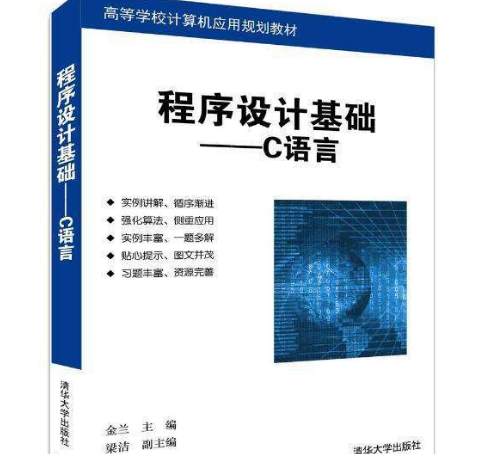 高等学校计算机应用规划教材
程序设计基础
——C语言
◆ 实例讲解、循序渐进
◆ 强化算法、侧重应用
◆ 实例丰富、一题多解
◆ 贴心提示、图文并茂
◆ 习题丰富、资源完善
金兰 主 编
梁洁 副主编
清华大学出版社
程序设计基础——C语言
清华大学出版社